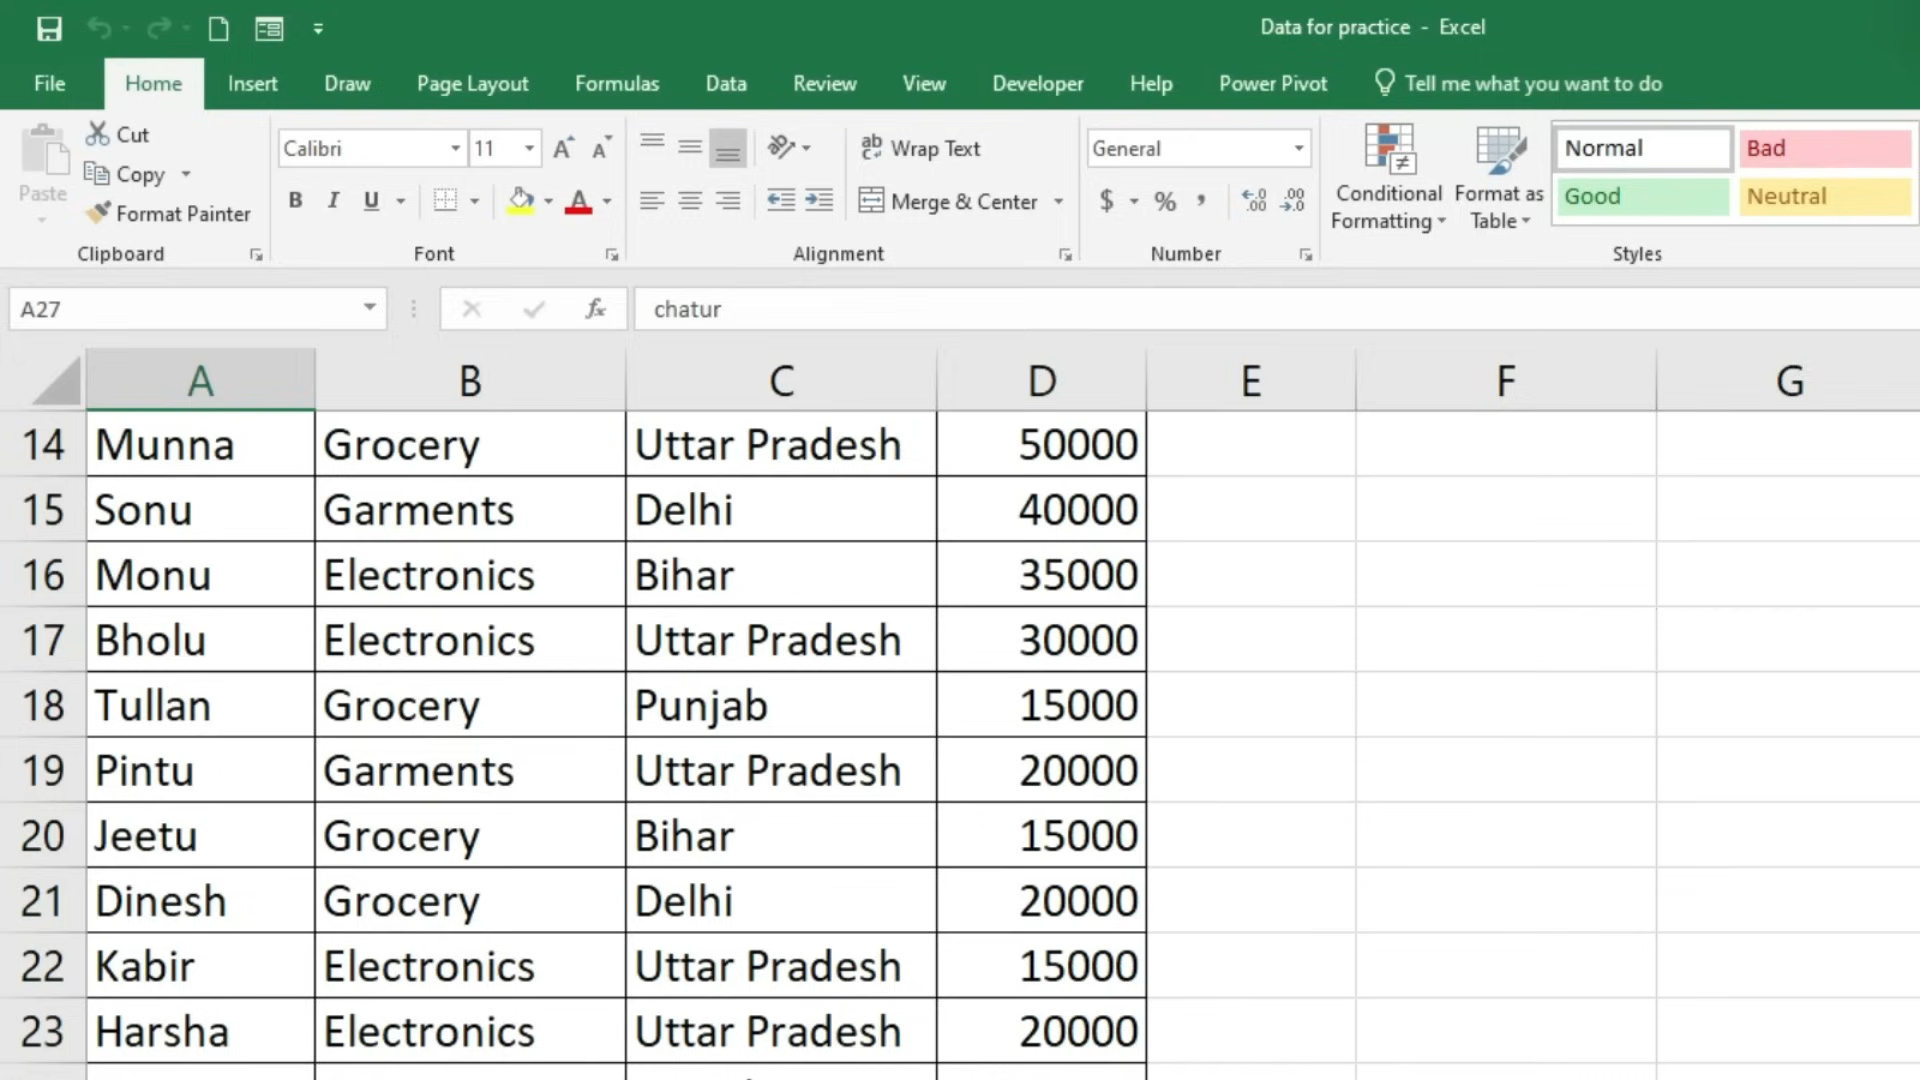 Data for practice - Excel
File Home Insert Draw Page Layout Formulas Data Review View Developer Help Power Pivot Tell me what you want to do
Paste
Cut
Copy
Format Painter
Clipboard
Calibri 11
B I U
Font
Wrap Text
Merge & Center
Alignment
General
$ % ,
Number
Conditional Formatting
Format as Table
Normal Bad
Good Neutral
Styles
A27 fx chatur
A B C D E F G
14 Munna Grocery Uttar Pradesh 50000
15 Sonu Garments Delhi 40000
16 Monu Electronics Bihar 35000
17 Bholu Electronics Uttar Pradesh 30000
18 Tullan Grocery Punjab 15000
19 Pintu Garments Uttar Pradesh 20000
20 Jeetu Grocery Bihar 15000
21 Dinesh Grocery Delhi 20000
22 Kabir Electronics Uttar Pradesh 15000
23 Harsha Electronics Uttar Pradesh 20000